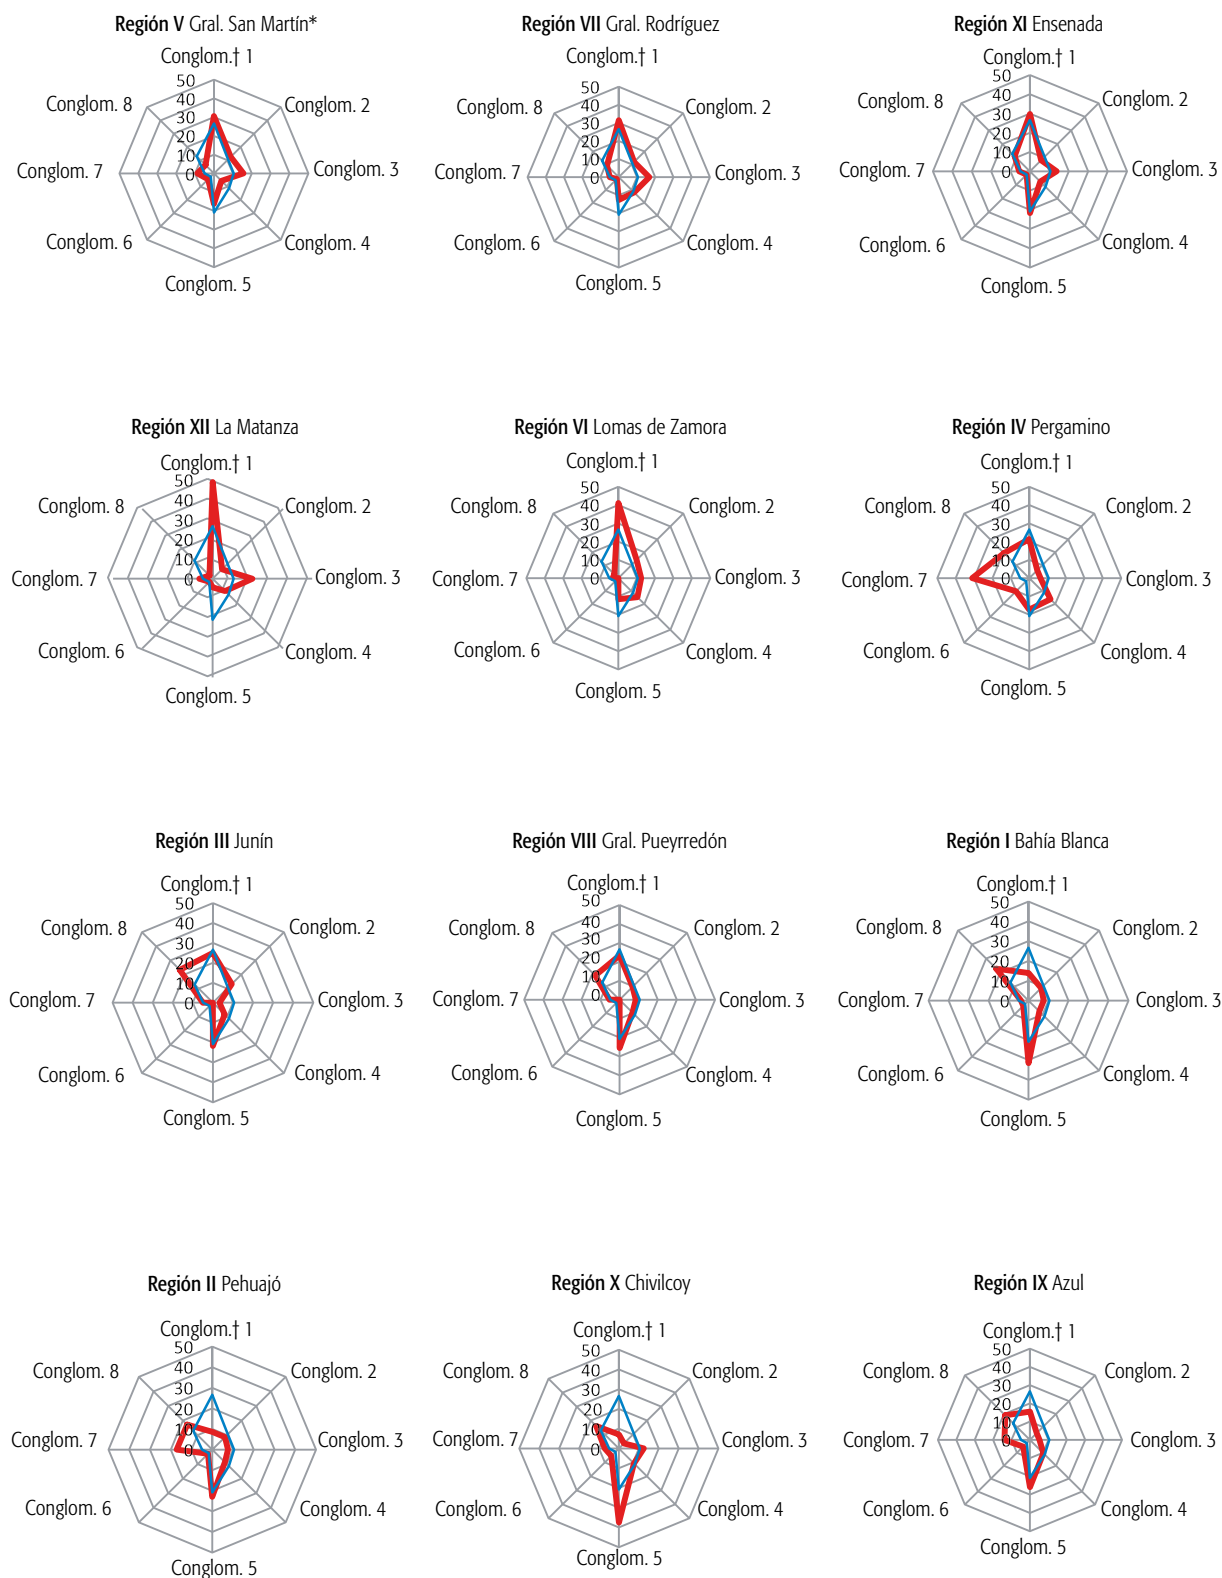 Región V Gral. San Martín*
Conglom.† 1
50
40
30
20
10
0
Conglom. 2
Conglom. 3
Conglom. 4
Conglom. 5
Conglom. 6
Conglom. 7
Conglom. 8
Región VII Gral. Rodríguez
Conglom.† 1
50
40
30
20
10
0
Conglom. 2
Conglom. 3
Conglom. 4
Conglom. 5
Conglom. 6
Conglom. 7
Conglom. 8
Región XI Ensenada
Conglom.† 1
50
40
30
20
10
0
Conglom. 2
Conglom. 3
Conglom. 4
Conglom. 5
Conglom. 6
Conglom. 7
Conglom. 8
Región XII La Matanza
Conglom.† 1
50
40
30
20
10
0
Conglom. 2
Conglom. 3
Conglom. 4
Conglom. 5
Conglom. 6
Conglom. 7
Conglom. 8
Región VI Lomas de Zamora
Conglom.† 1
50
40
30
20
10
0
Conglom. 2
Conglom. 3
Conglom. 4
Conglom. 5
Conglom. 6
Conglom. 7
Conglom. 8
Región IV Pergamino
Conglom.† 1
50
40
30
20
10
0
Conglom. 2
Conglom. 3
Conglom. 4
Conglom. 5
Conglom. 6
Conglom. 7
Conglom. 8
Región III Junín
Conglom.† 1
50
40
30
20
10
0
Conglom. 2
Conglom. 3
Conglom. 4
Conglom. 5
Conglom. 6
Conglom. 7
Conglom. 8
Región VIII Gral. Pueyrredón
Conglom.† 1
50
40
30
20
10
0
Conglom. 2
Conglom. 3
Conglom. 4
Conglom. 5
Conglom. 6
Conglom. 7
Conglom. 8
Región I Bahía Blanca
Conglom.† 1
50
40
30
20
10
0
Conglom. 2
Conglom. 3
Conglom. 4
Conglom. 5
Conglom. 6
Conglom. 7
Conglom. 8
Región II Pehuajó
Conglom.† 1
50
40
30
20
10
0
Conglom. 2
Conglom. 3
Conglom. 4
Conglom. 5
Conglom. 6
Conglom. 7
Conglom. 8
Región X Chivilcoy
Conglom.† 1
50
40
30
20
10
0
Conglom. 2
Conglom. 3
Conglom. 4
Conglom. 5
Conglom. 6
Conglom. 7
Conglom. 8
Región IX Azul
Conglom.† 1
50
40
30
20
10
0
Conglom. 2
Conglom. 3
Conglom. 4
Conglom. 5
Conglom. 6
Conglom. 7
Conglom. 8